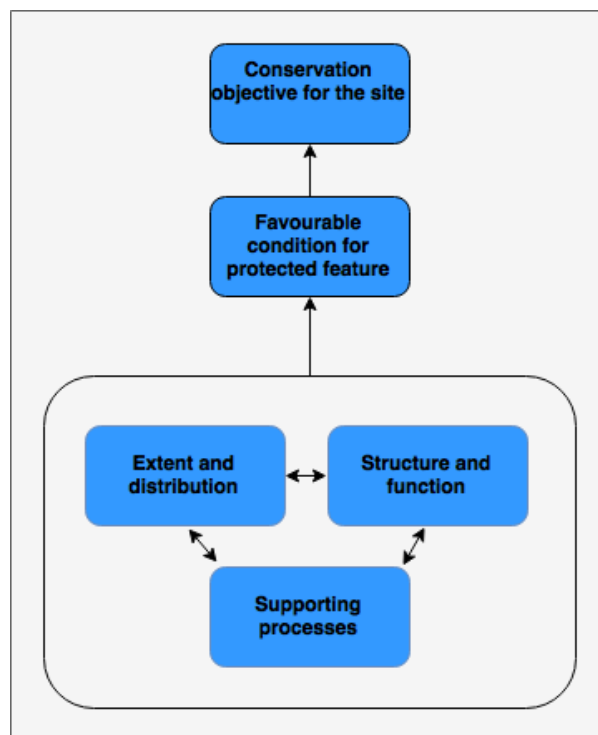 Conservation
objective for the site
Favourable
condition for
protected feature
Extent and
distribution
Structure and
function
Supporting
processes